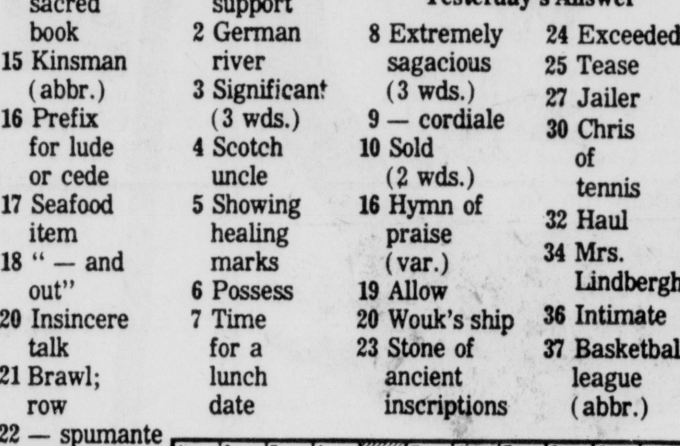 sacred
book
15 Kinsman
(abbr.)
16 Prefix
for lude
or cede
17 Seafood
item
18 “ — and
out”
20 Insincere
talk
21 Brawl;
row
22 — spumante
support
2 German
river
3 Significant
(3 wds.)
4 Scotch
uncle
5 Showing
healing
marks
6 Possess
7 Time
for a
lunch
date
Yesterday's Answer
8 Extremely
sagacious
(3 wds.)
9 — cordiale
10 Sold
(2 wds.)
16 Hymn of
praise
(var.)
19 Allow
20 Wouk's ship
23 Stone of
ancient
inscriptions
24 Exceeded
25 Tease
27 Jailer
30 Chris
of
tennis
32 Haul
34 Mrs.
Lindbergh
36 Intimate
37 Basketbal
league
(abbr.)